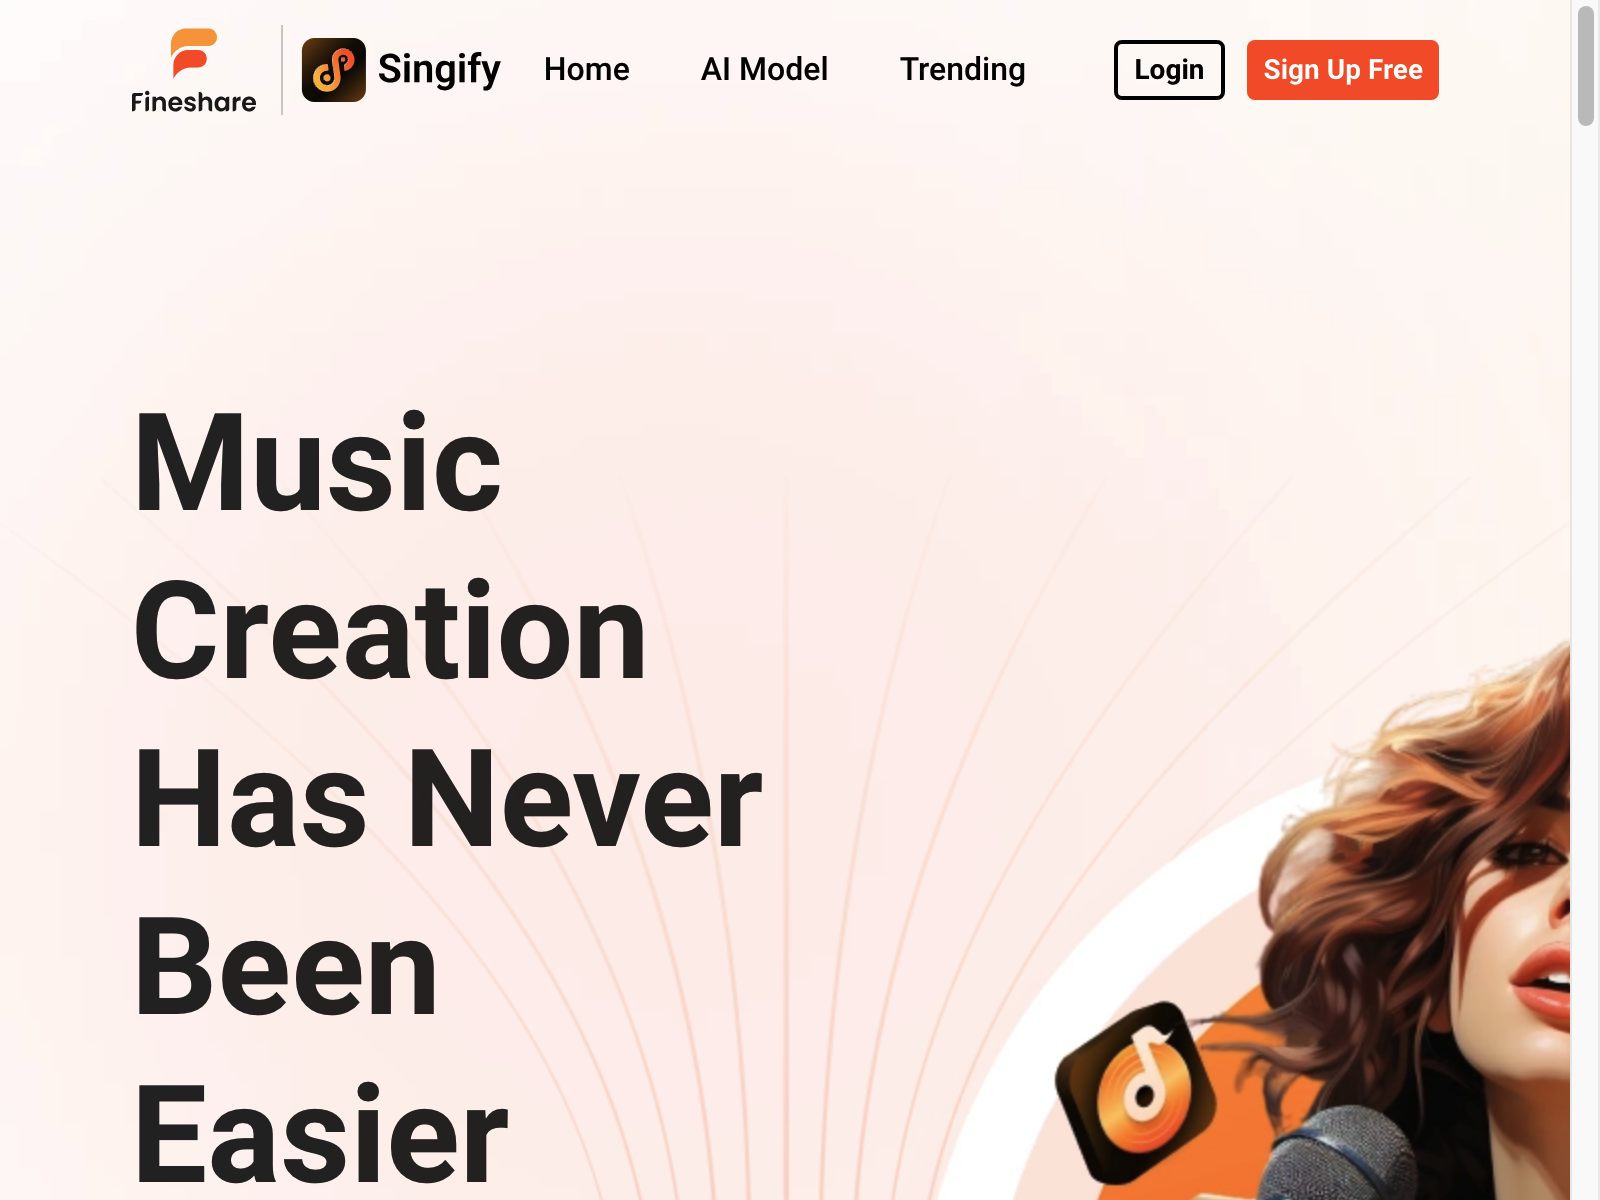 Fineshare
Singify
Home
AI Model
Trending
Login
Sign Up Free
Music
Creation
Has Never
Been
Easier